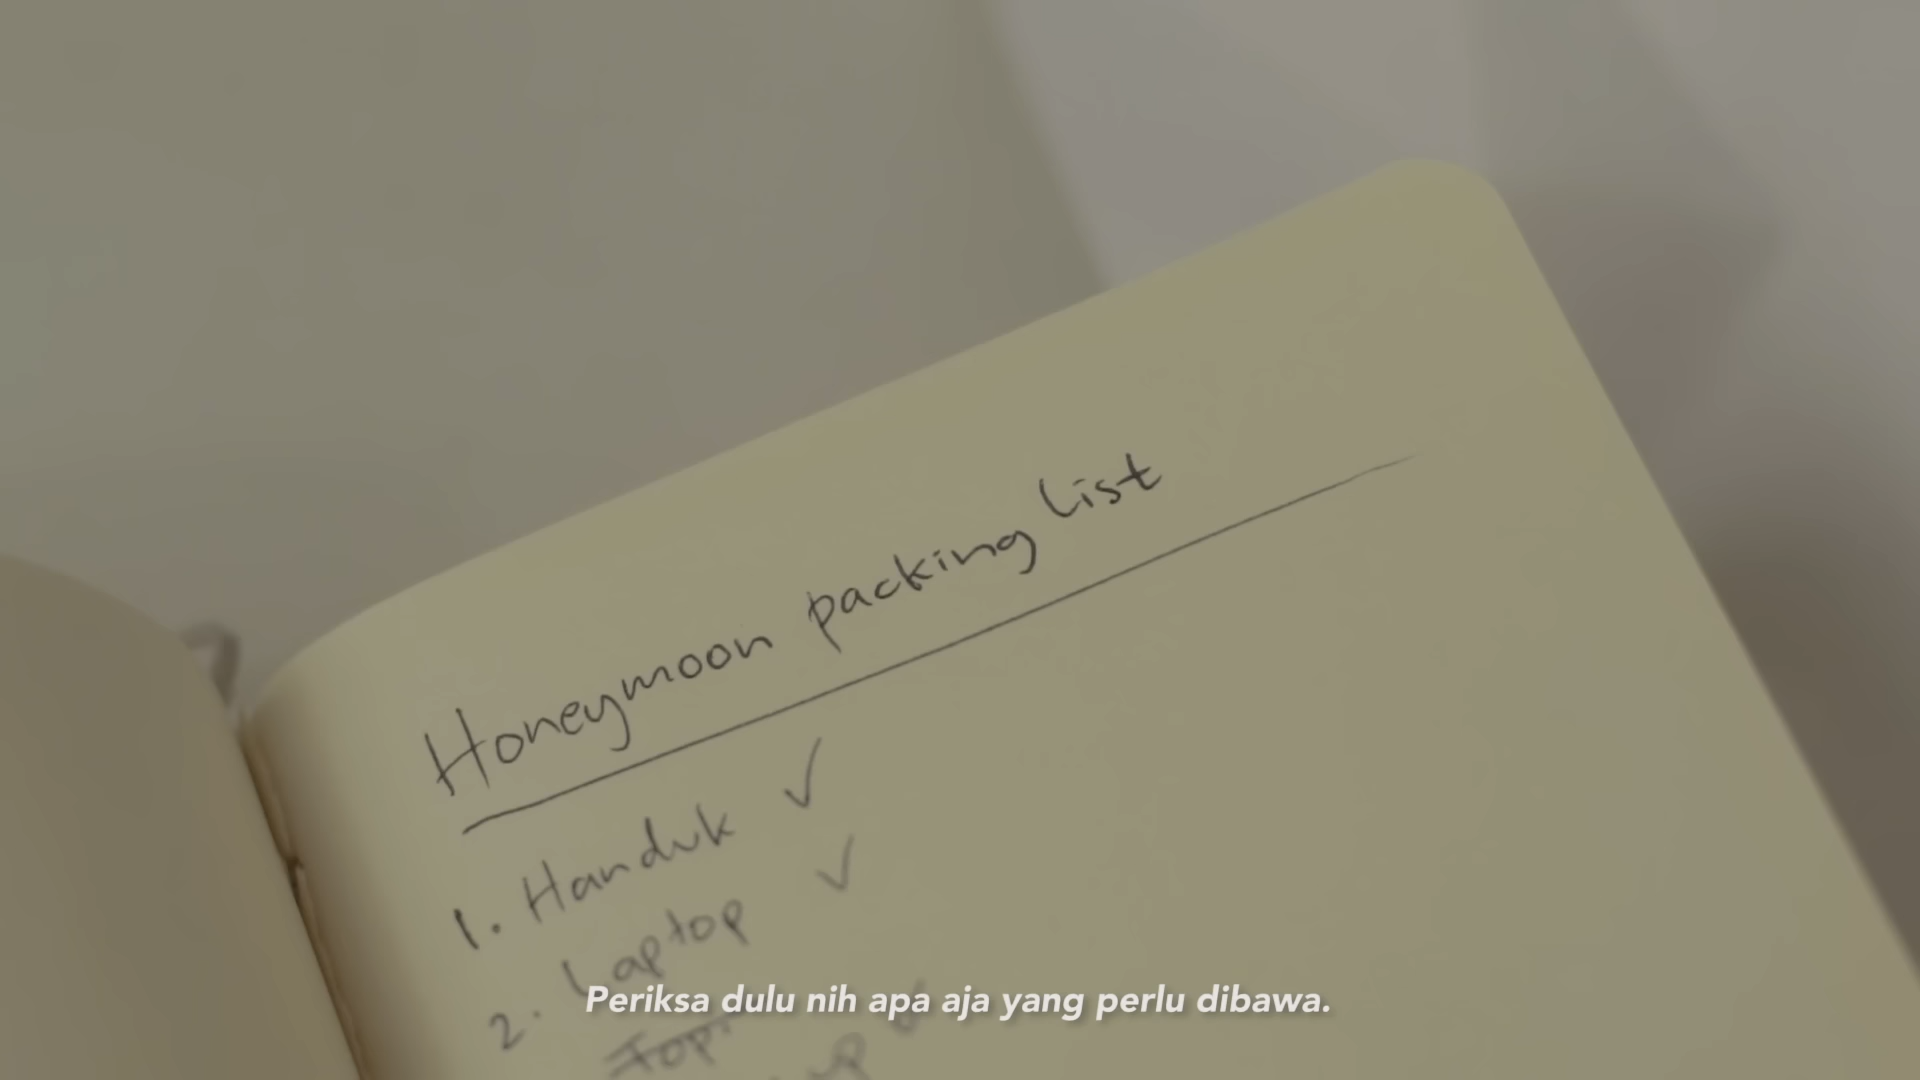 Honeymoon packing list
1. Handuk ✓
2. Laptop ✓
Periksa dulu nih apa aja yang perlu dibawa.